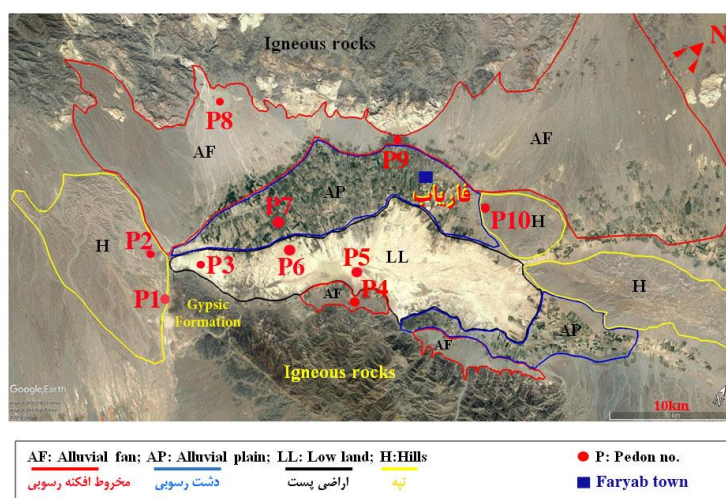 Igneous rocks
N
P8
AF
P9
AF
AP
فاریاب
P7
P10
H
H
P2
P3
P6
P5
LL
P1
Gypsic
Formation
AF
P4
H
AP
AF
Igneous rocks
Google Earth
10km
AF: Alluvial fan; AP: Alluvial plain; LL: Low land; H:Hills
P: Pedon no.
مخروط افکنه رسوبی
دشت رسوبی
اراضی پست
تپه
Faryab town